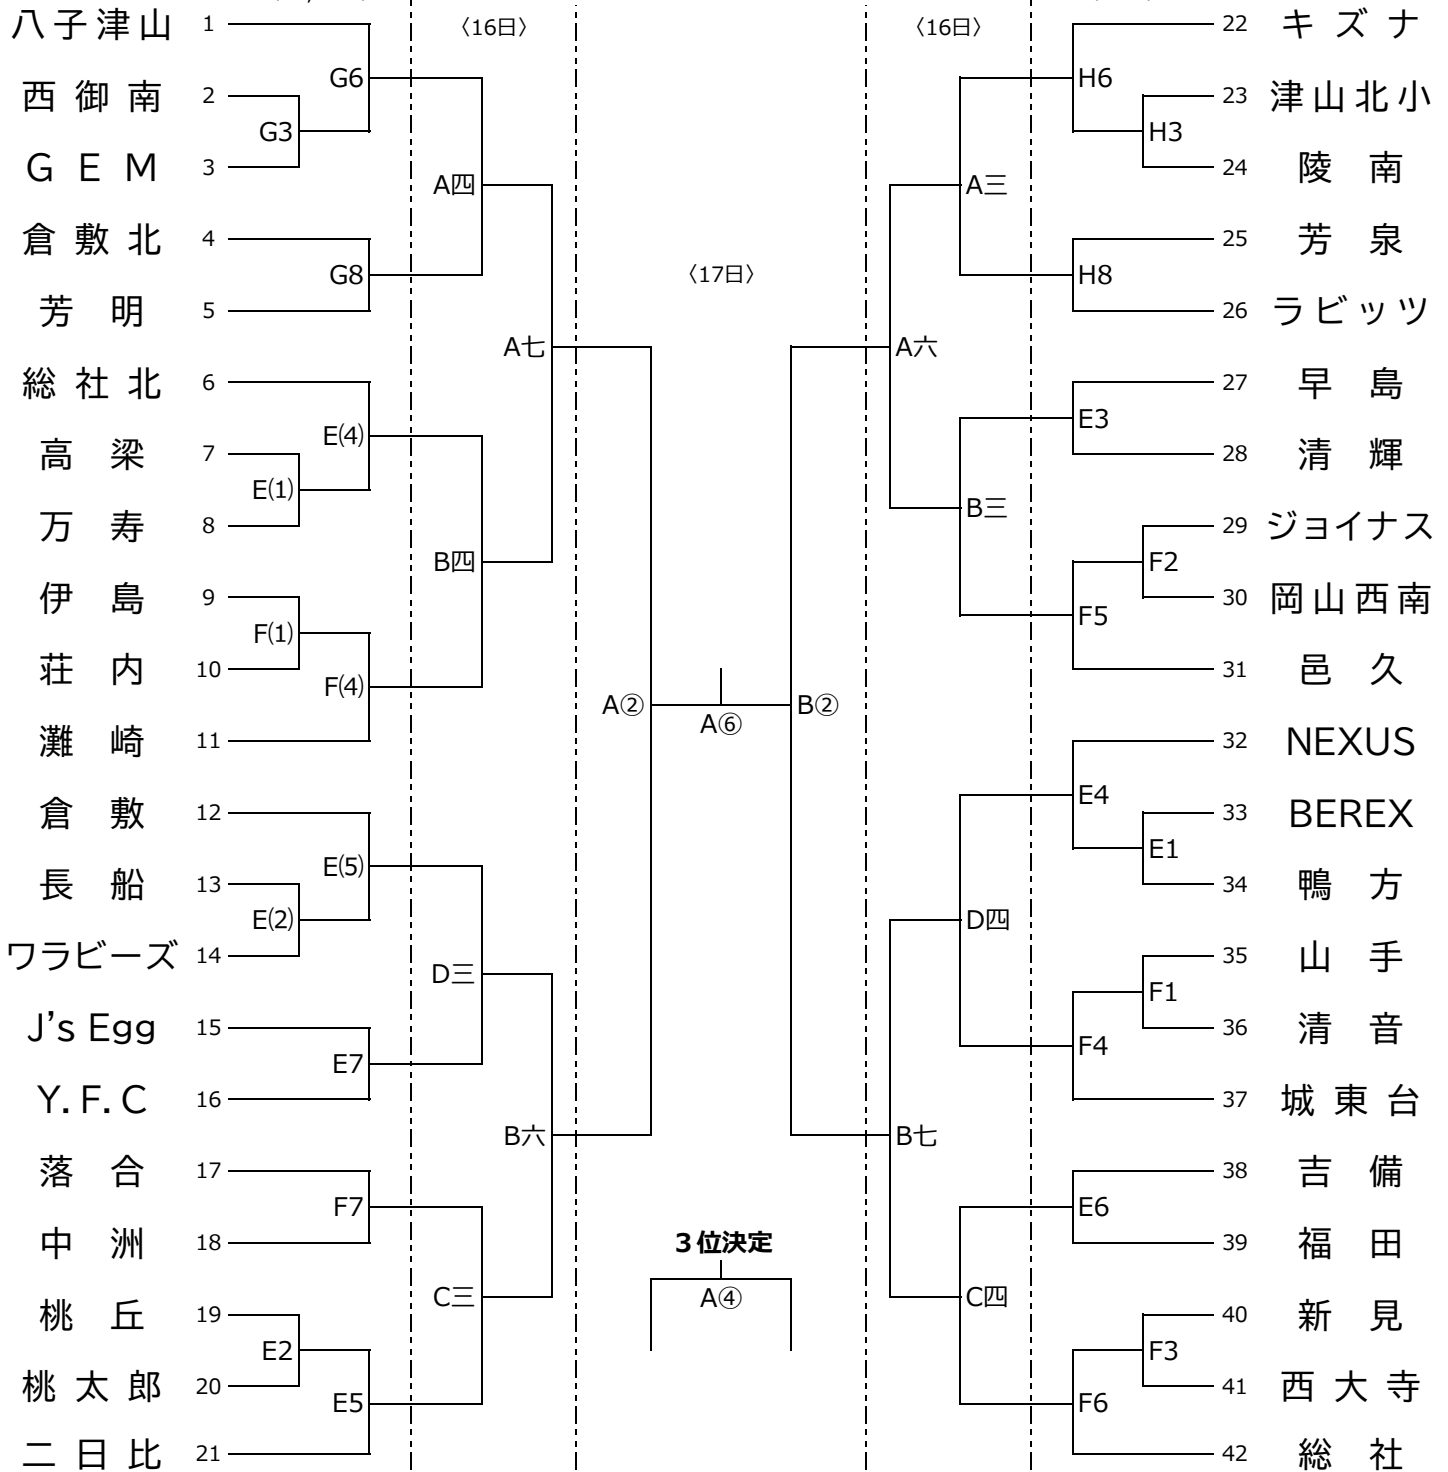 〈16日〉
〈16日〉
〈17日〉
八子津山 1
西御南 2
GEM 3
倉敷北 4
芳明 5
総社北 6
高梁 7
万寿 8
伊島 9
荘内 10
灘崎 11
倉敷 12
長船 13
ワラビーズ 14
J's Egg 15
Y.F.C 16
落合 17
中洲 18
桃丘 19
桃太郎 20
二日比 21
G6
G3
G8
E(4)
E(1)
F(1)
F(4)
E(5)
E(2)
E7
F7
E2
E5
A四
B四
D三
C三
A七
B六
A②
A⑥
B②
3位決定
A④
A六
B七
A三
B三
D四
C四
H6
H3
H8
E3
F2
F5
E4
E1
F1
F4
E6
F3
F6
22 キズナ
23 津山北小
24 陵南
25 芳泉
26 ラビッツ
27 早島
28 清輝
29 ジョイナス
30 岡山西南
31 邑久
32 NEXUS
33 BEREX
34 鴨方
35 山手
36 清音
37 城東台
38 吉備
39 福田
40 新見
41 西大寺
42 総社